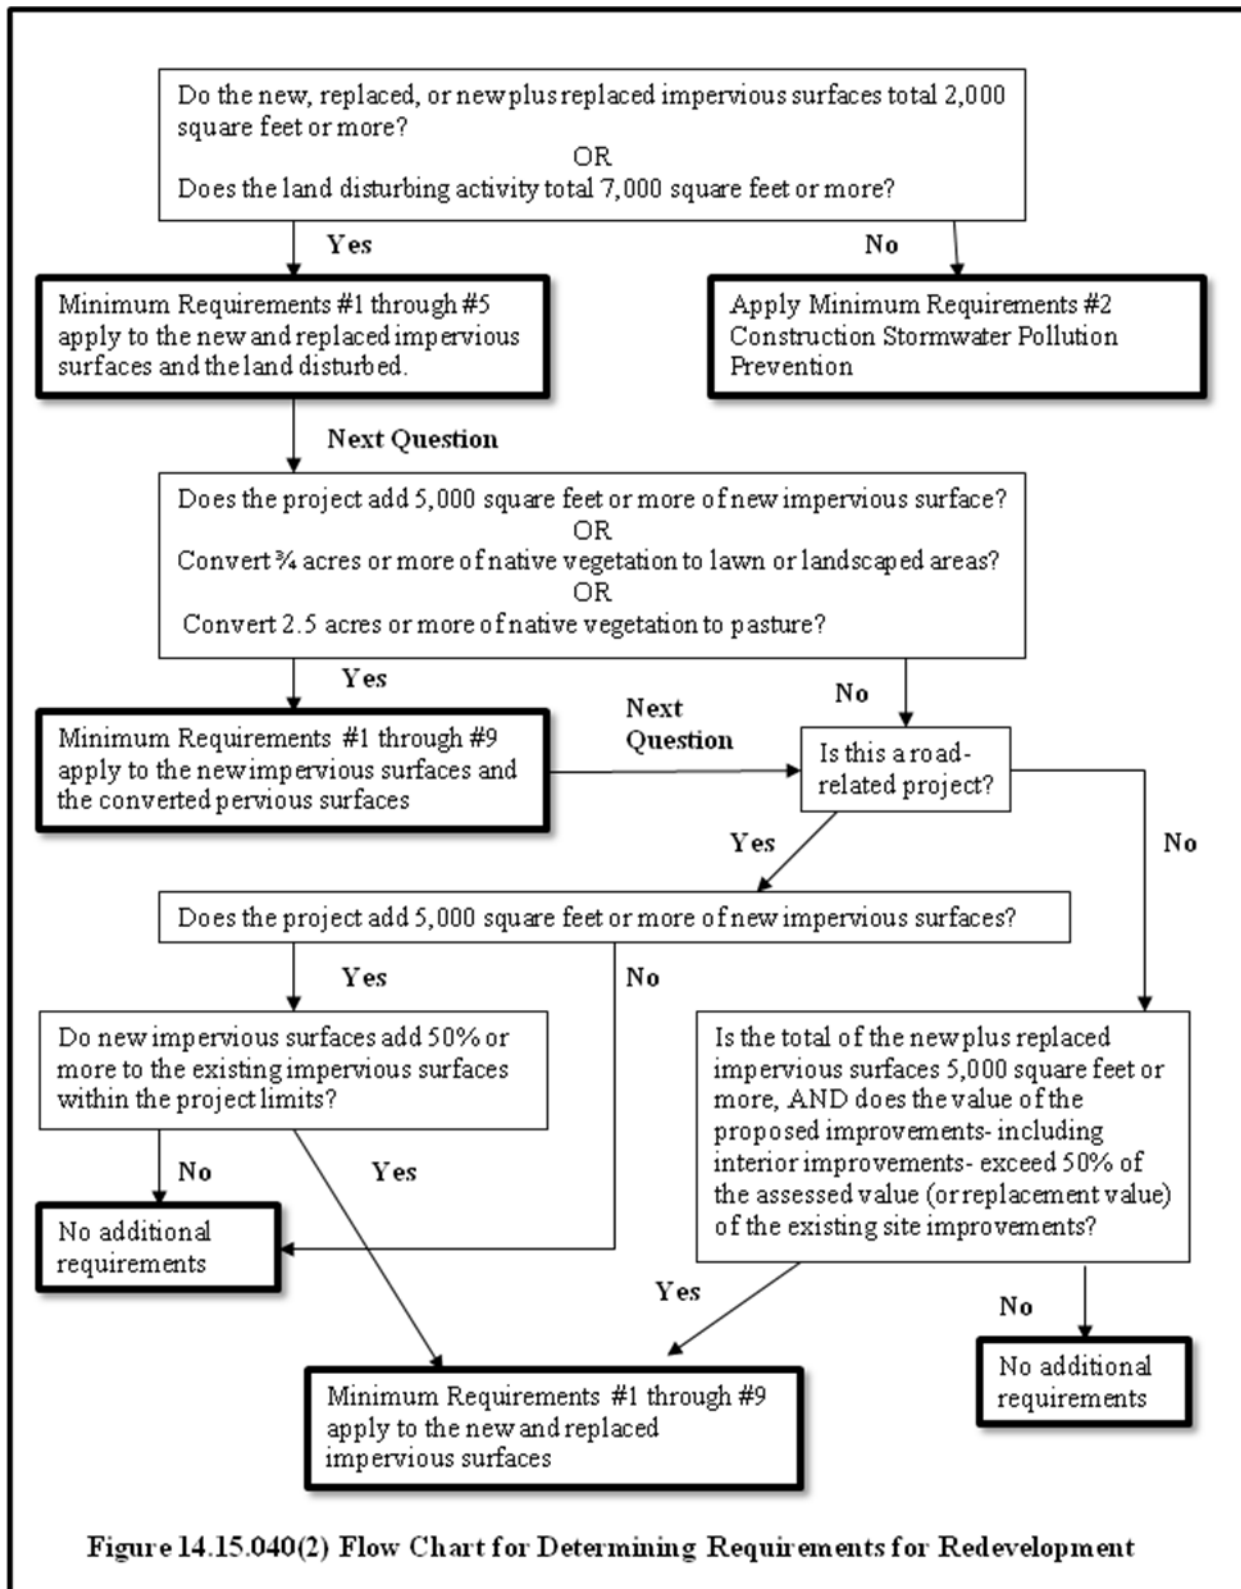 Do the new, replaced, or new plus replaced impervious surfaces total 2,000
square feet or more?
OR
Does the land disturbing activity total 7,000 square feet or more?
Yes
No
Minimum Requirements #1 through #5
apply to the new and replaced impervious
surfaces and the land disturbed.
Apply Minimum Requirements #2
Construction Stormwater Pollution
Prevention
Next Question
Does the project add 5,000 square feet or more of new impervious surface?
OR
Convert ¾ acres or more of native vegetation to lawn or landscaped areas?
OR
Convert 2.5 acres or more of native vegetation to pasture?
Yes
No
Minimum Requirements #1 through #9
apply to the new impervious surfaces and
the converted pervious surfaces
Next
Question
Is this a road-
related project?
Yes
No
Does the project add 5,000 square feet or more of new impervious surfaces?
Yes
No
Do new impervious surfaces add 50% or
more to the existing impervious surfaces
within the project limits?
Is the total of the new plus replaced
impervious surfaces 5,000 square feet or
more, AND does the value of the
proposed improvements- including
interior improvements- exceed 50% of
the assessed value (or replacement value)
of the existing site improvements?
No
Yes
No additional
requirements
Yes
No
No additional
requirements
Minimum Requirements #1 through #9
apply to the new and replaced
impervious surfaces
Figure 14.15.040(2) Flow Chart for Determining Requirements for Redevelopment